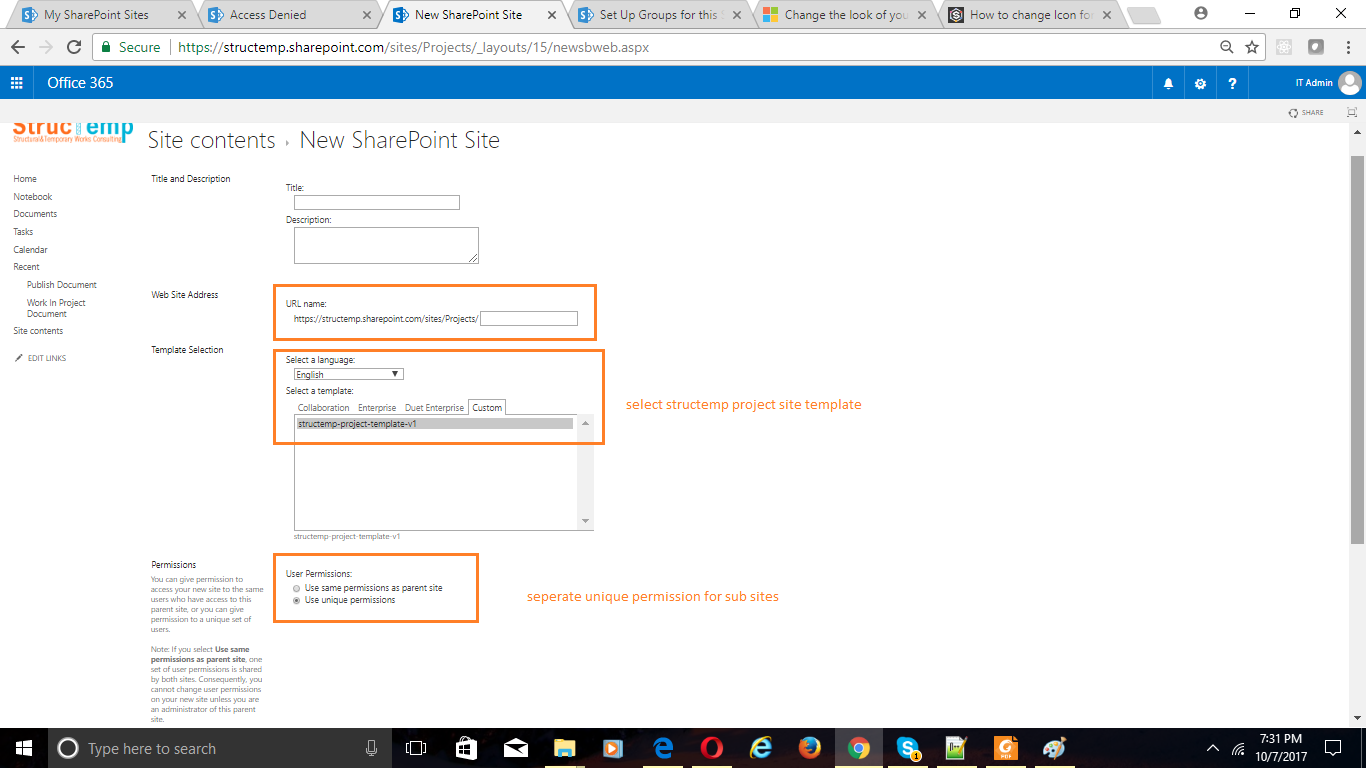 My SharePoint Sites
Access Denied
New SharePoint Site
Set Up Groups for this
Change the look of you
How to change Icon for
Secure
https://structemp.sharepoint.com/sites/Projects/_layouts/15/newsbweb.aspx
Office 365
?
IT Admin
SHARE
StrucTemp
Structural&Temporary Works Consulting
Site contents
New SharePoint Site
Home
Notebook
Documents
Tasks
Calendar
Recent
Publish Document
Work In Project
Document
Site contents
EDIT LINKS
Title and Description
Title:
Description:
Web Site Address
URL name:
https://structemp.sharepoint.com/sites/Projects/
Template Selection
Select a language:
English
Select a template:
Collaboration Enterprise Duet Enterprise Custom
structemp-project-template-v1
structemp-project-template-v1
select structemp project site template
Permissions
You can give permission to
access your new site to the same
users who have access to this
parent site, or you can give
permission to a unique set of
users.
Note: If you select Use same
permissions as parent site, one
set of user permissions is shared
by both sites. Consequently, you
cannot change user permissions
on your new site unless you are
an administrator of this parent
site.
User Permissions:
Use same permissions as parent site
Use unique permissions
seperate unique permission for sub sites
Type here to search
1
PDF
7:31 PM
10/7/2017